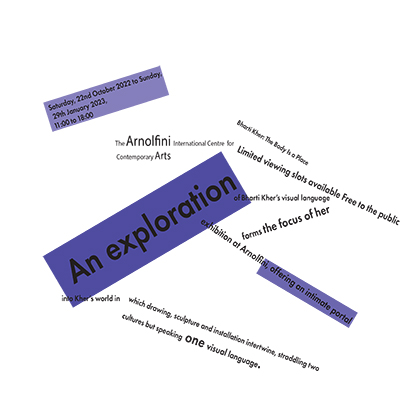 Saturday, 22nd October 2022 to Sunday,
29th January 2023,
11:00 to 18:00
The Arnolfini International Centre for
Contemporary Arts
Bharti Kher: The Body Is a Place
Limited viewing slots available Free to the public
An exploration
of Bharti Kher's visual language
forms the focus of her
exhibition at Arnolfini, offering an intimate portal
into Kher's world in
which drawing, sculpture and installation intertwine, straddling two
cultures but speaking one visual language.